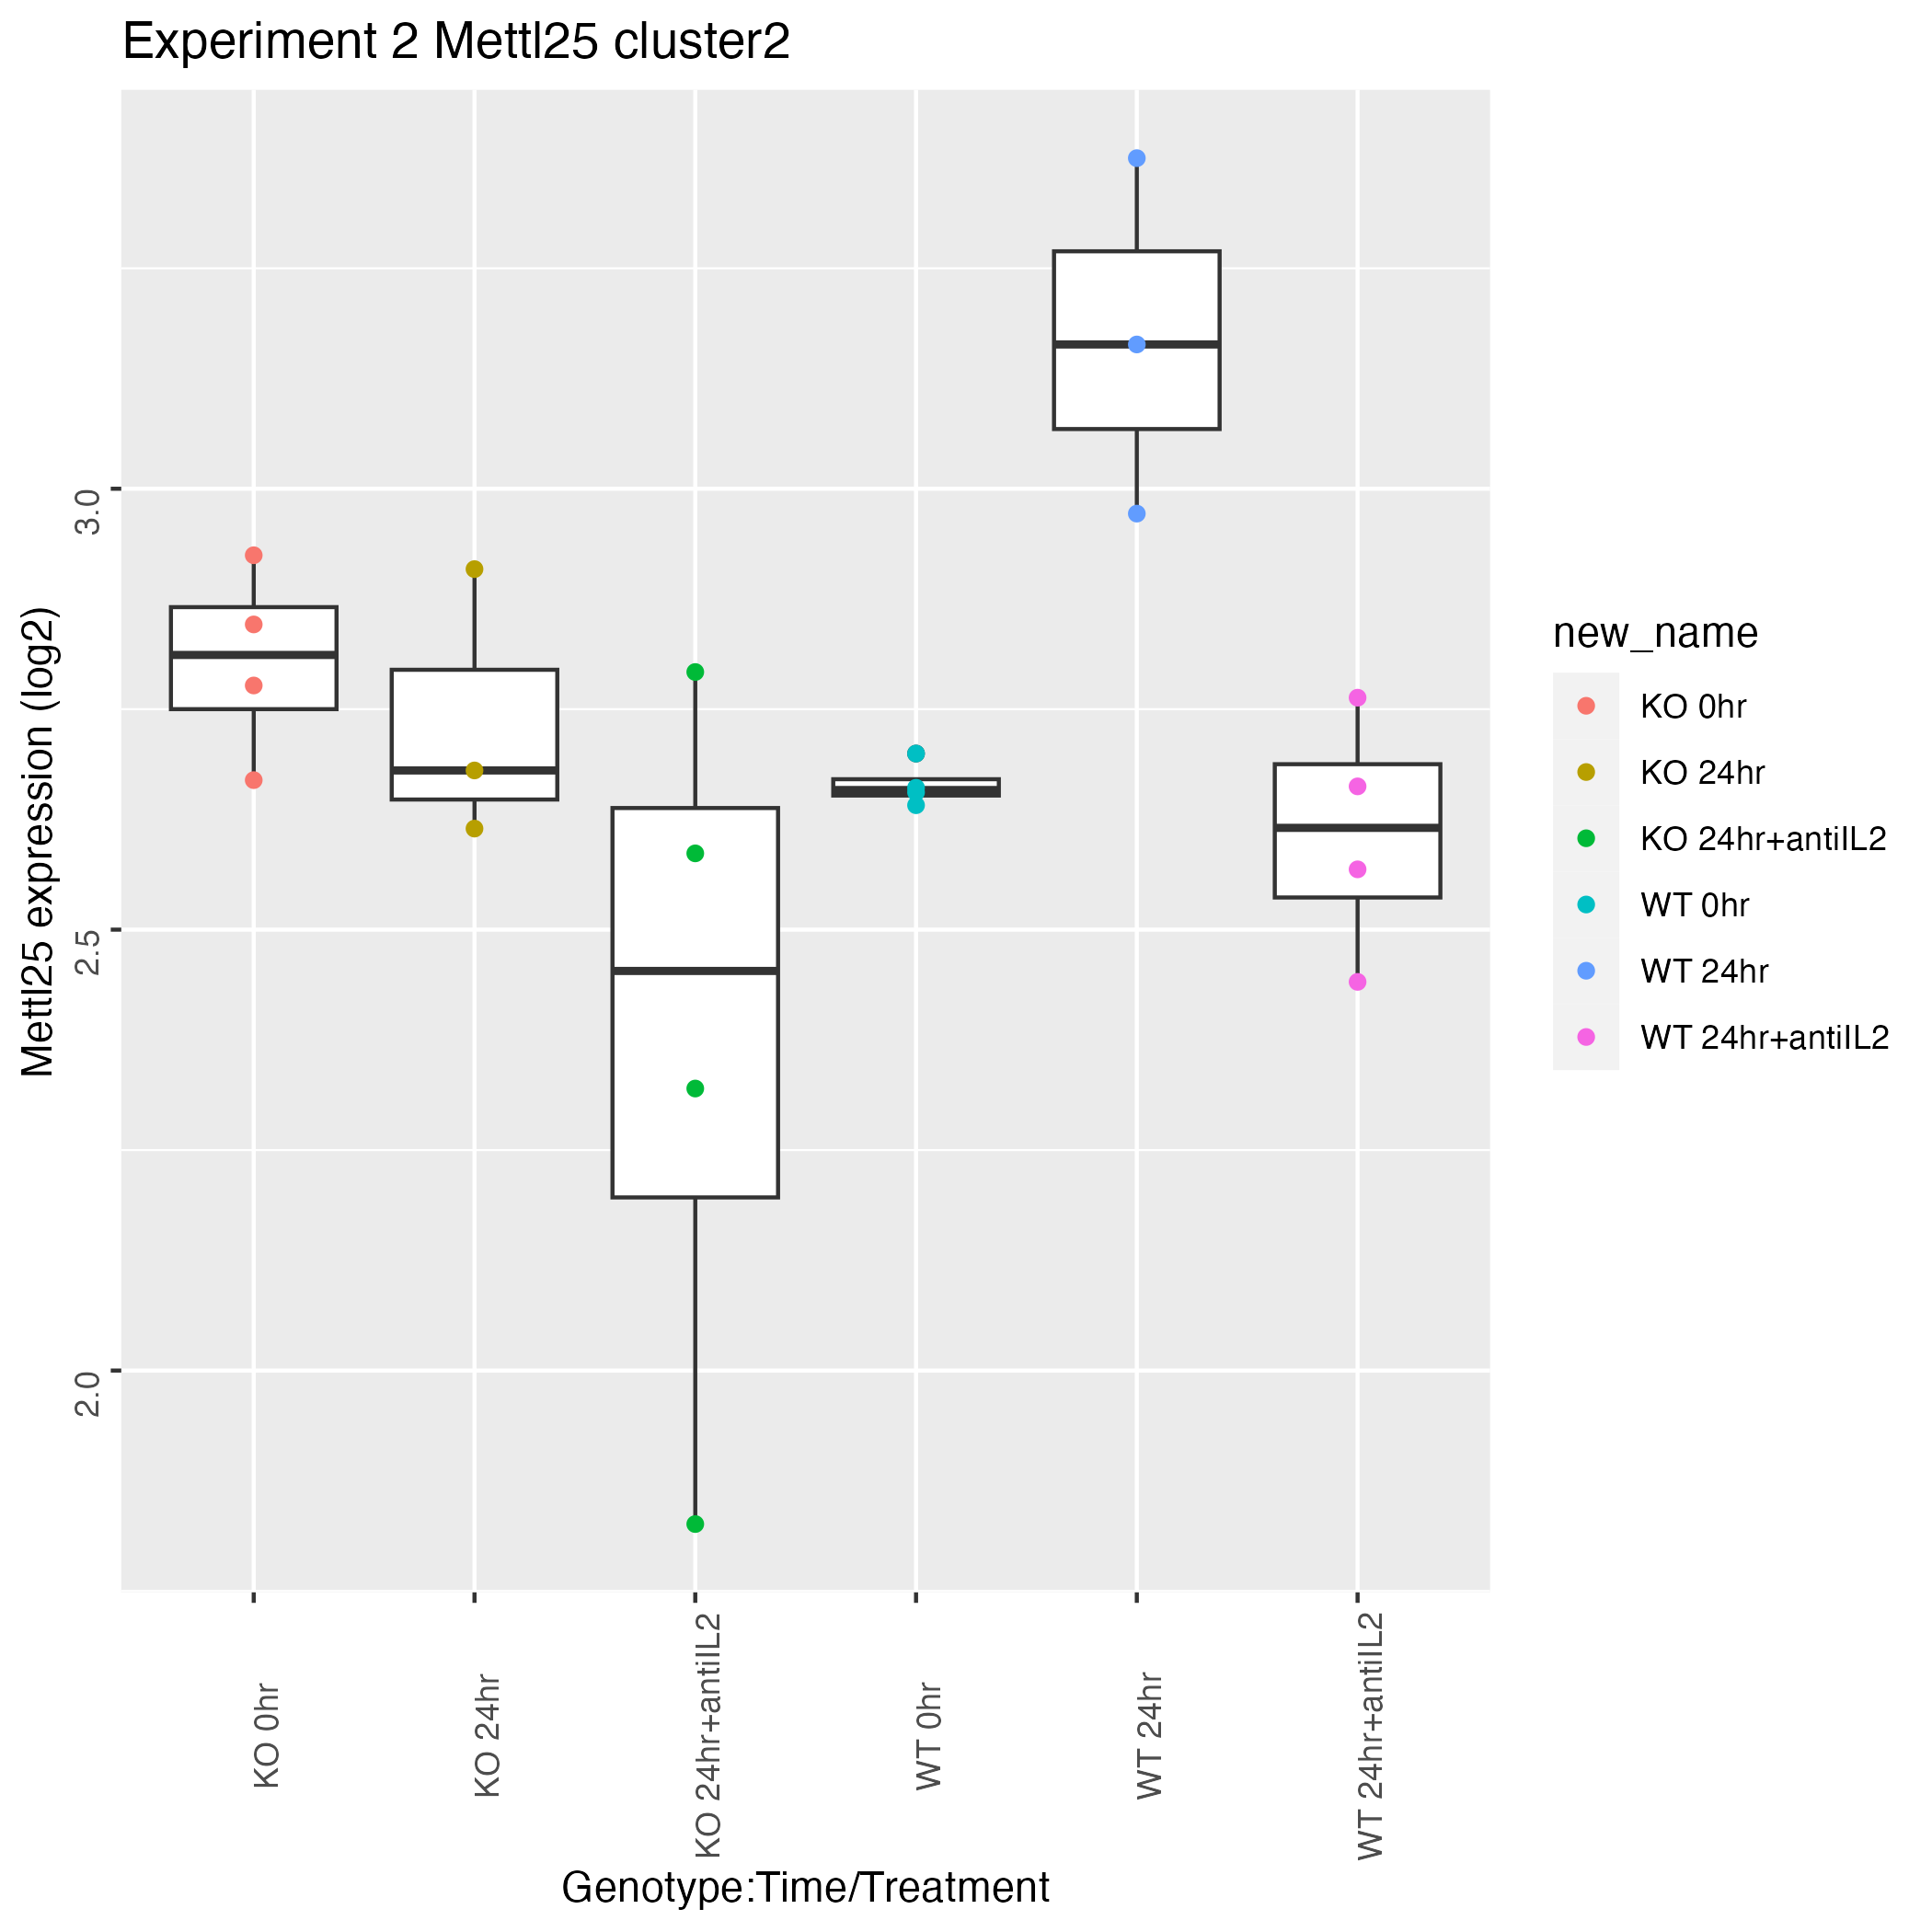 Experiment 2 Mettl25 cluster2
Mettl25 expression (log2)
3.0
2.5
2.0
KO 0hr
KO 24hr
KO 24hr+antiIL2
WT 0hr
WT 24hr
WT 24hr+antiIL2
Genotype:Time/Treatment
new_name
KO 0hr
KO 24hr
KO 24hr+antiIL2
WT 0hr
WT 24hr
WT 24hr+antiIL2